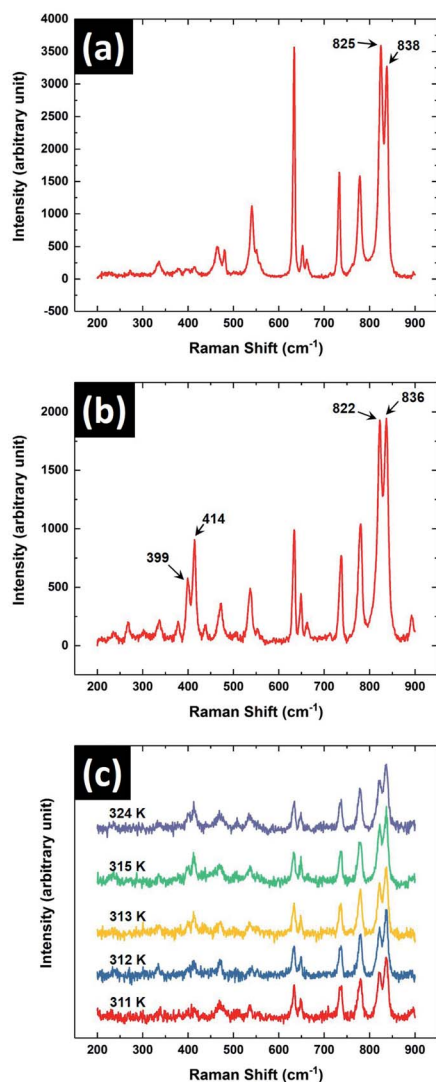 (a)
825
838
4000
3500
3000
2500
2000
1500
1000
500
0
-500
Intensity (arbitrary unit)
200 300 400 500 600 700 800 900
Raman Shift (cm⁻¹)
(b)
822
836
414
399
2000
1500
1000
500
0
Intensity (arbitrary unit)
200 300 400 500 600 700 800 900
Raman Shift (cm⁻¹)
(c)
324 K
315 K
313 K
312 K
311 K
Intensity (arbitrary unit)
200 300 400 500 600 700 800 900
Raman Shift (cm⁻¹)